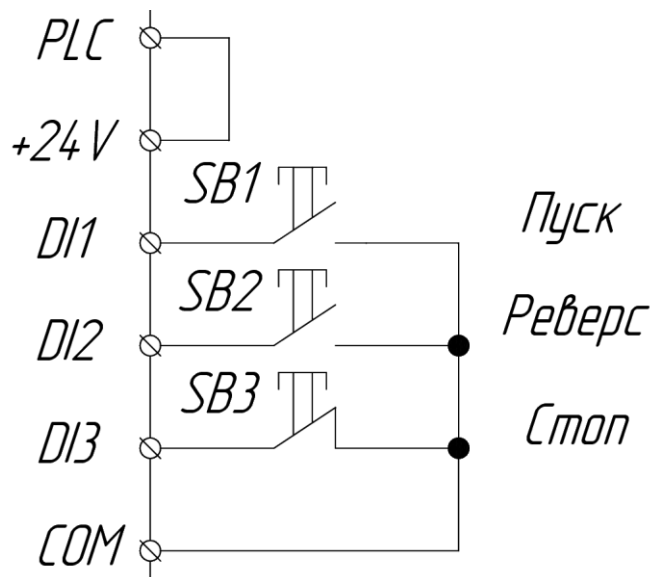 PLC
+24V
SB1
Пуск
DI1
SB2
Реверс
DI2
SB3
Стоп
DI3
COM